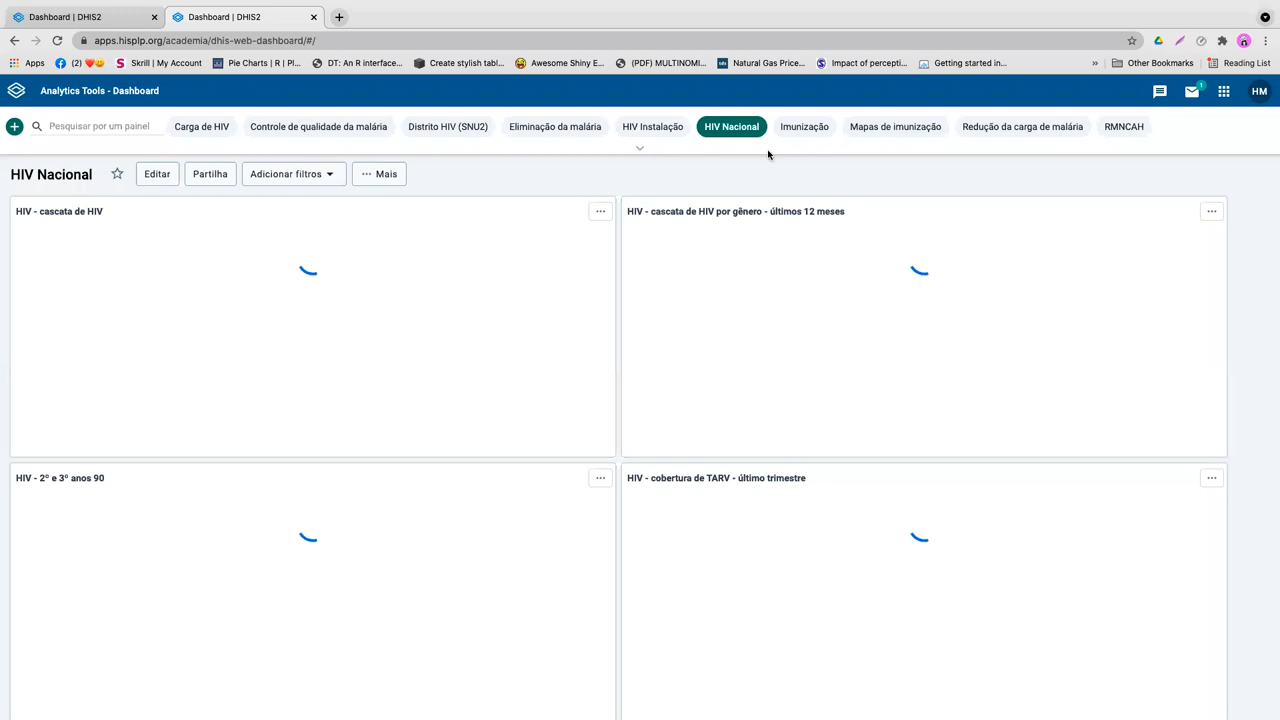 Dashboard | DHIS2
Dashboard | DHIS2
apps.hisplp.org/academia/dhis-web-dashboard/#/
Apps
(2) ❤️😄
Skrill | My Account
Pie Charts | R | Pl...
DT: An R interface...
Create stylish tabl...
Awesome Shiny E...
(PDF) MULTINOMI...
Natural Gas Price...
Impact of percepti...
Getting started in...
»
Other Bookmarks
Reading List
Analytics Tools - Dashboard
1
HM
Pesquisar por um painel
Carga de HIV
Controle de qualidade da malária
Distrito HIV (SNU?)
Eliminação da malária
HIV Instalação
HIV Nacional
Imunização
Mapas de imunização
Redução da carga de malária
RMNCAH
HIV Nacional
Editar
Partilha
Adicionar filtros
Mais
HIV - cascata de HIV
HIV - cascata de HIV por gênero - últimos 12 meses
HIV - 2º e 3º anos 90
HIV - cobertura de TARV - último trimestre